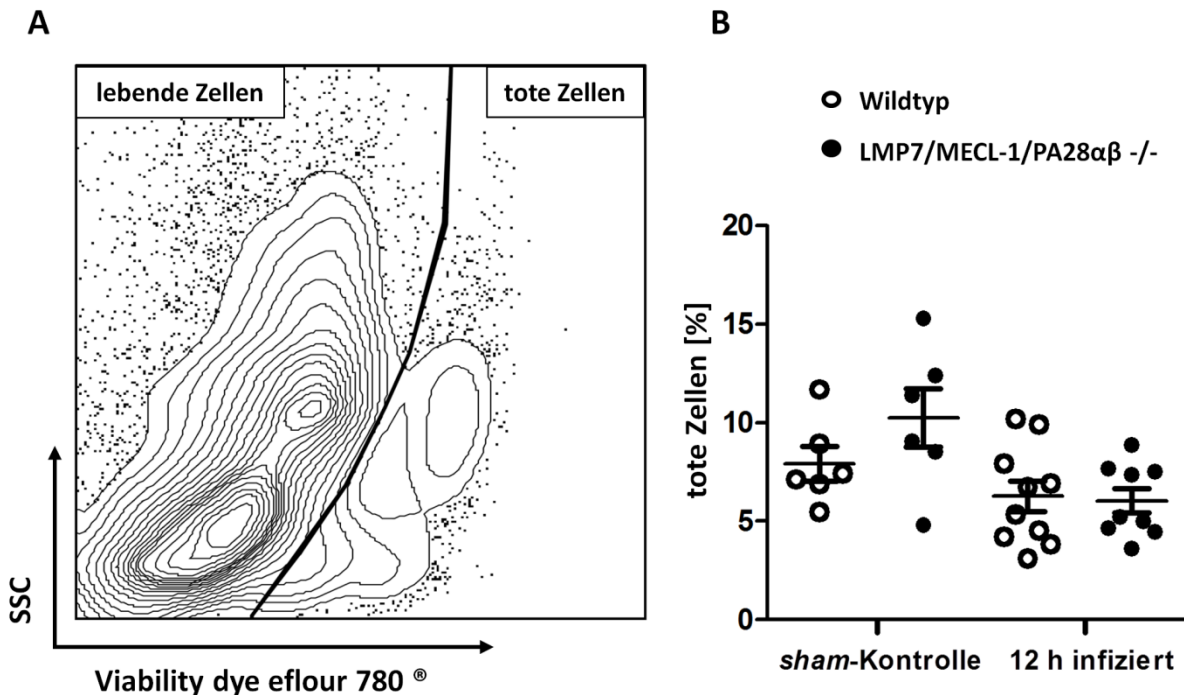 A
lebende Zellen
tote Zellen
SSC
Viability dye eflour 780 ®
B
Wildtyp
LMP7/MECL-1/PA28αβ -/-
tote Zellen [%]
20
15
10
5
0
sham-Kontrolle
12 h infiziert